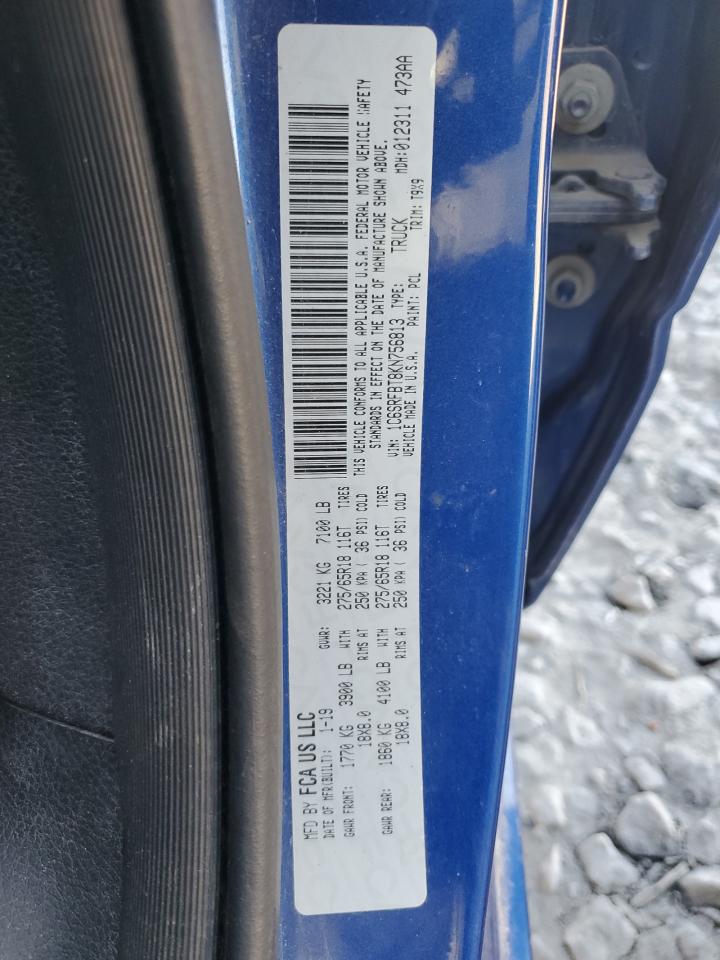 MFD BY FCA US LLC
DATE OF MFR(BUILT): 1-19 GVWR: 3221 KG 7100 LB
GAWR FRONT: 1770 KG 3900 LB WITH 275/65R18 116T TIRES
18X8.0 RIMS AT 250 KPA ( 36 PSI) COLD
GAWR REAR: 1860 KG 4100 LB WITH 275/65R18 116T TIRES
18X8.0 RIMS AT 250 KPA ( 36 PSI) COLD
THIS VEHICLE CONFORMS TO ALL APPLICABLE U.S.A. FEDERAL MOTOR VEHICLE SAFETY
STANDARDS IN EFFECT ON THE DATE OF MANUFACTURE SHOWN ABOVE.
VIN: 1C6SRFBT8KN756813 TYPE: TRUCK MDH:012311 473AA
VEHICLE MADE IN U.S.A. PAINT: PCL TRIM: T9X9